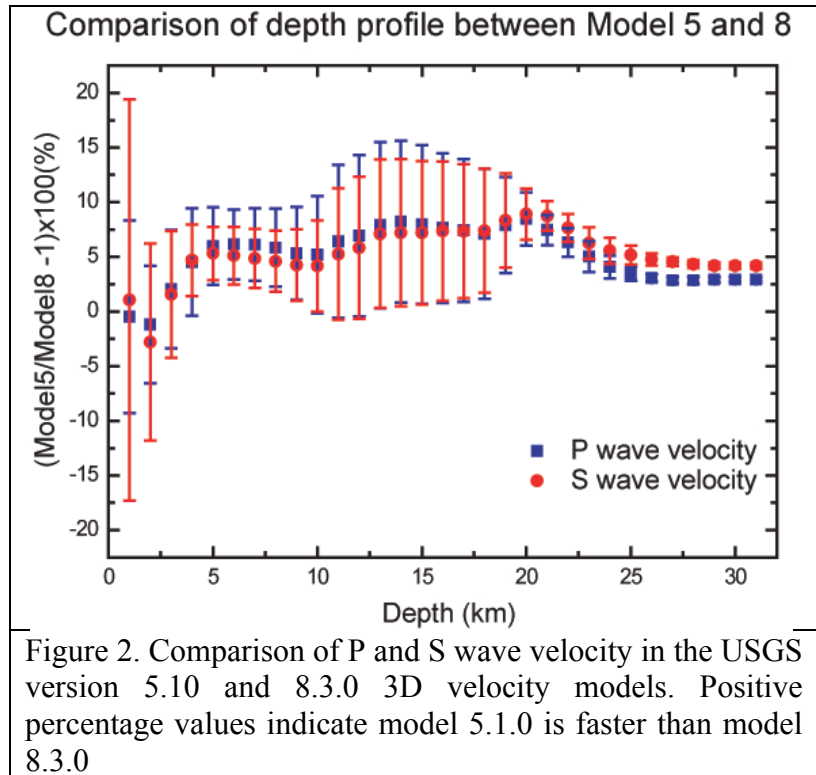 Comparison of depth profile between Model 5 and 8
(Model5/Model8 -1)x100(%)
20
15
10
5
0
-5
-10
-15
-20
P wave velocity
S wave velocity
0 5 10 15 20 25 30
Depth (km)
Figure 2. Comparison of P and S wave velocity in the USGS
version 5.10 and 8.3.0 3D velocity models. Positive
percentage values indicate model 5.1.0 is faster than model
8.3.0